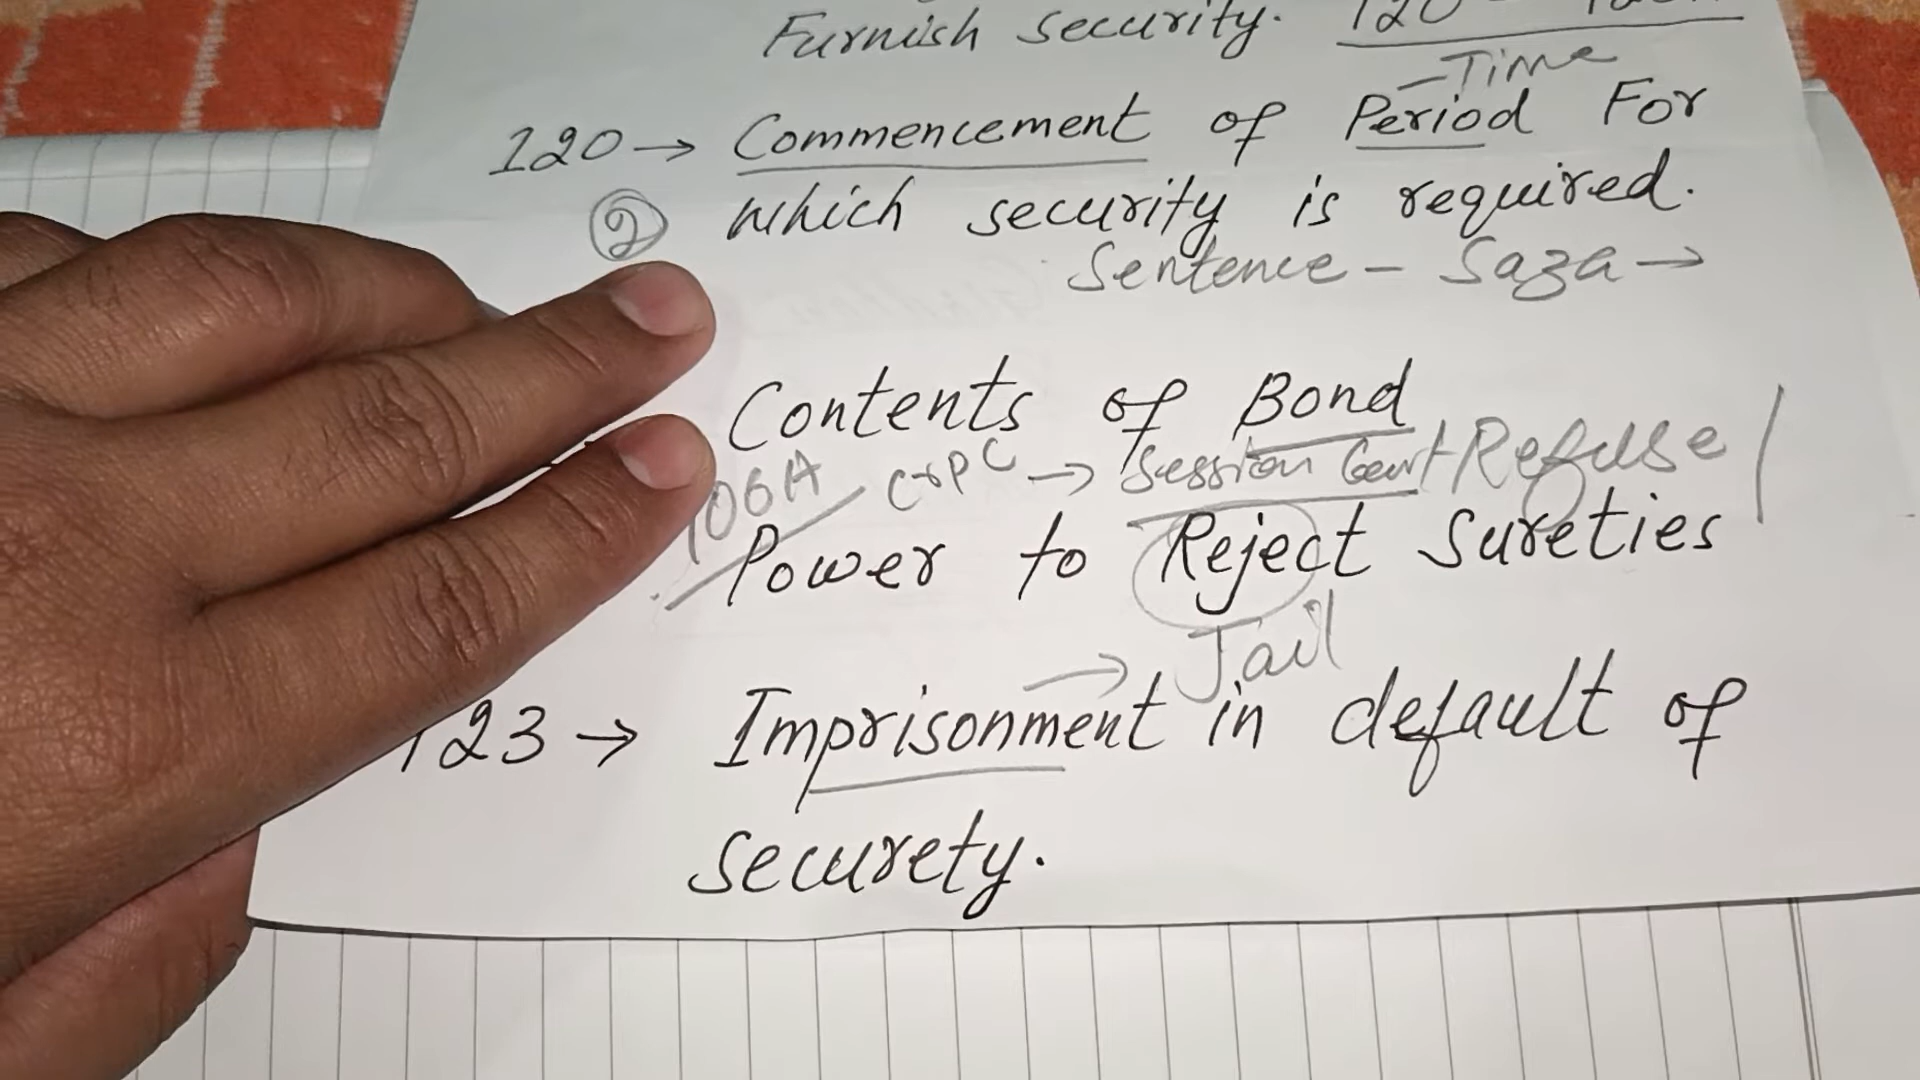 Furnish security. 120
- Time
120 → Commencement of Period For
② which security is required.
Sentence - Saza →
Contents of Bond
106A CrPC → Session Court Refuse
Power to Reject Sureties
→ Jail
123 → Imprisonment in default of
securety.